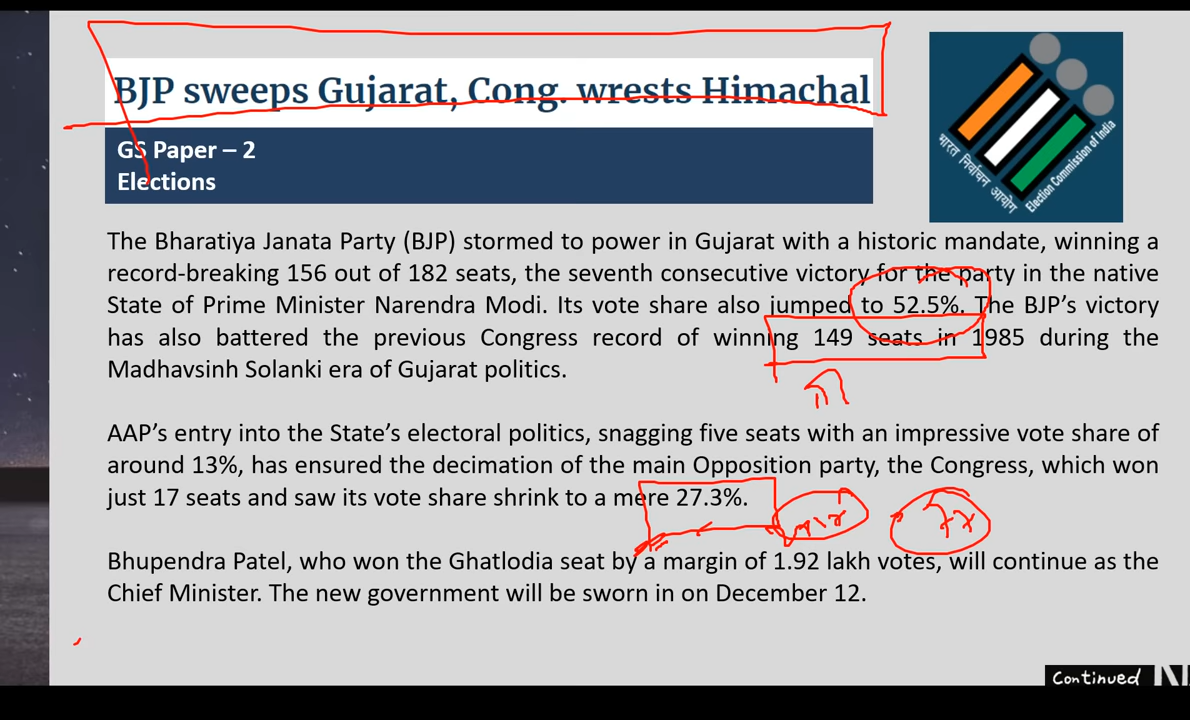 BJP sweeps Gujarat, Cong. wrests Himachal
GS Paper – 2
Elections
भारत निर्वाचन आयोग
Election Commission of India
The Bharatiya Janata Party (BJP) stormed to power in Gujarat with a historic mandate, winning a
record-breaking 156 out of 182 seats, the seventh consecutive victory for the party in the native
State of Prime Minister Narendra Modi. Its vote share also jumped to 52.5%. The BJP’s victory
has also battered the previous Congress record of winning 149 seats in 1985 during the
Madhavsinh Solanki era of Gujarat politics.
AAP’s entry into the State’s electoral politics, snagging five seats with an impressive vote share of
around 13%, has ensured the decimation of the main Opposition party, the Congress, which won
just 17 seats and saw its vote share shrink to a mere 27.3%.
Bhupendra Patel, who won the Ghatlodia seat by a margin of 1.92 lakh votes, will continue as the
Chief Minister. The new government will be sworn in on December 12.
Continued